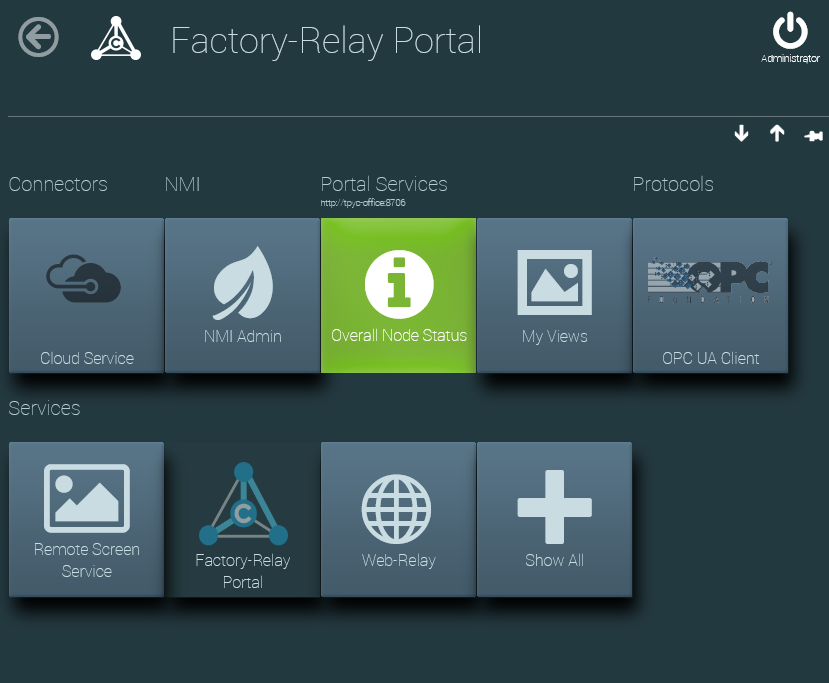 Factory-Relay Portal
Administrator
Connectors
NMI
Portal Services
Protocols
http://tpyc-office:8706
Cloud Service
NMI Admin
Overall Node Status
My Views
OPC
FOUNDATION
OPC UA Client
Services
Remote Screen
Service
C
Factory-Relay
Portal
Web-Relay
Show All